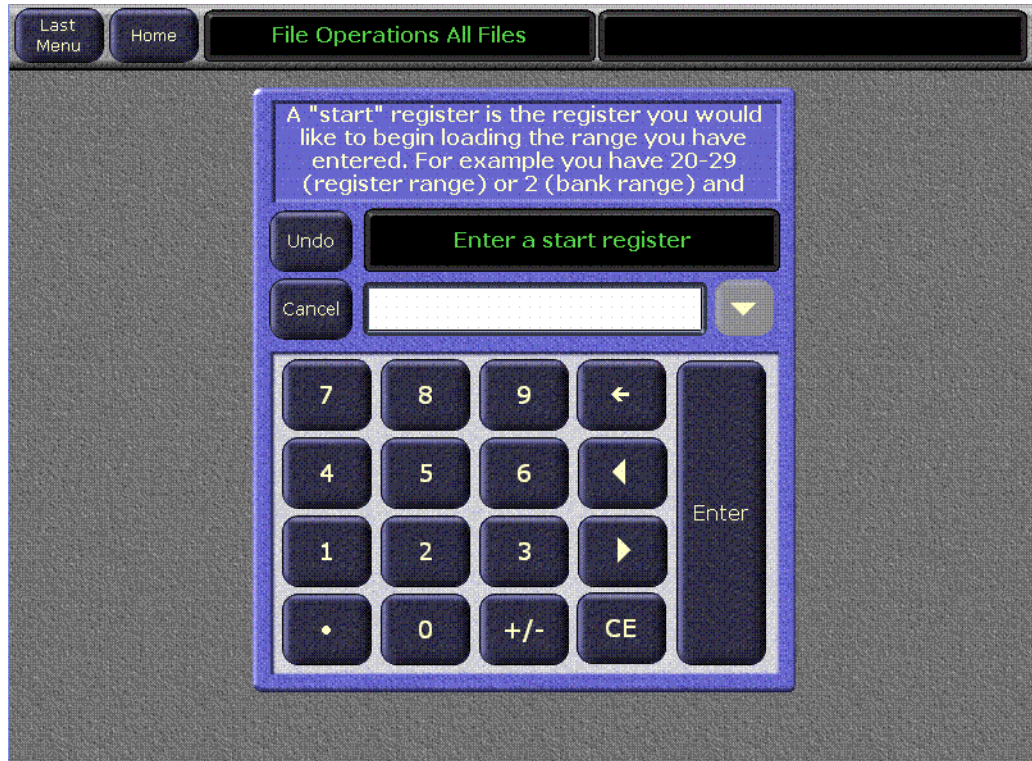 Last
Menu
Home
File Operations All Files
A "start" register is the register you would
like to begin loading the range you have
entered. For example you have 20-29
(register range) or 2 (bank range) and
Undo
Enter a start register
Cancel
7 8 9 ←
4 5 6 ◀
1 2 3 ▶
Enter
• 0 +/- CE